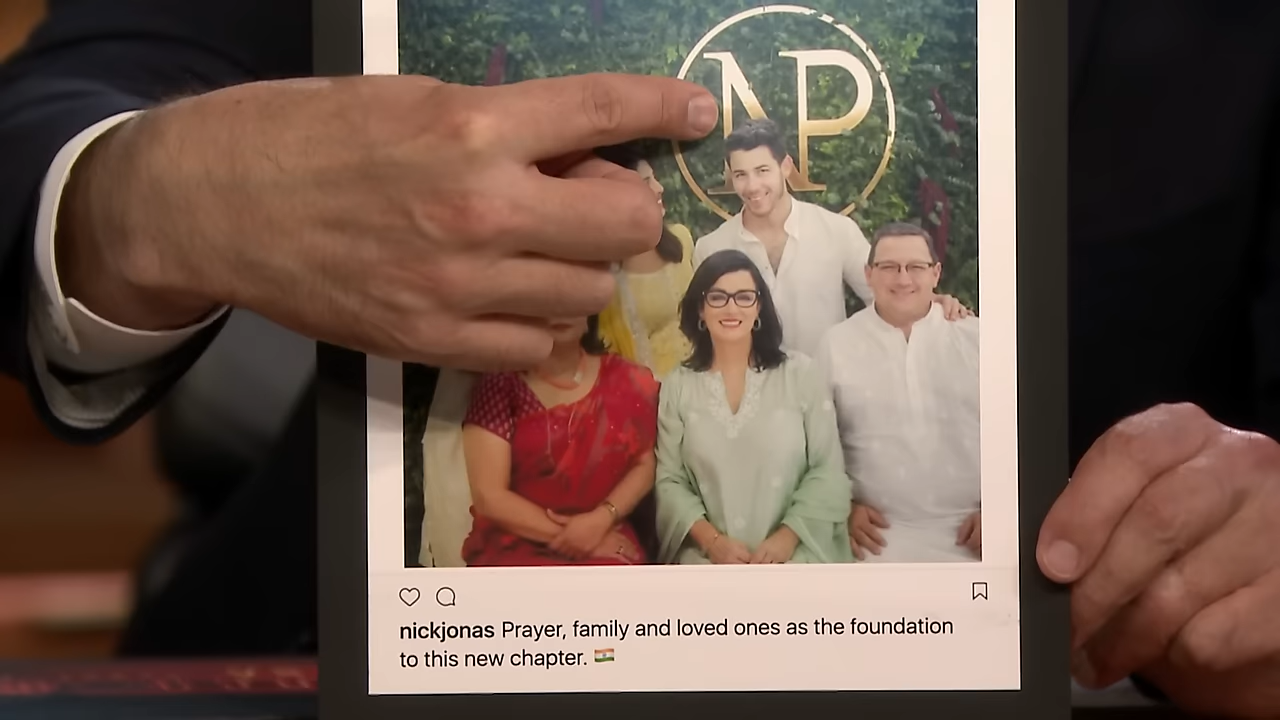 NP
nickjonas Prayer, family and loved ones as the foundation
to this new chapter. 🇮🇳